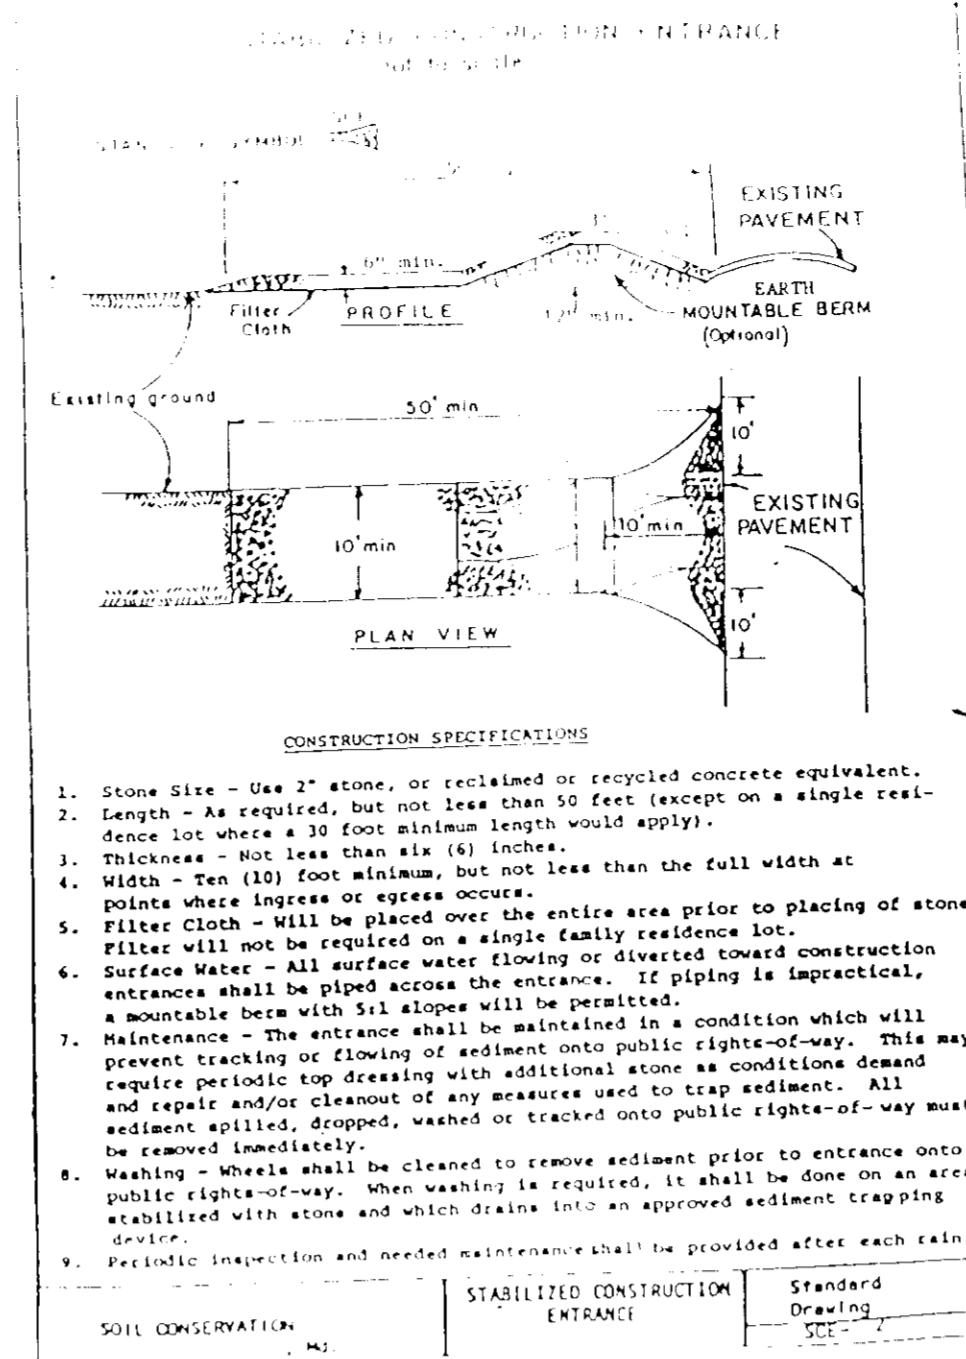 STABILIZED CONSTRUCTION ENTRANCE
not to scale
SYMBOL
EXISTING
PAVEMENT
6" min.
Filter
Cloth
PROFILE
12" min.
EARTH
MOUNTABLE BERM
(Optional)
Existing ground
50' min
10'
10' min
10' min
EXISTING
PAVEMENT
10'
PLAN VIEW
CONSTRUCTION SPECIFICATIONS
1. Stone Size - Use 2" stone, or reclaimed or recycled concrete equivalent.
2. Length - As required, but not less than 50 feet (except on a single resi-
dence lot where a 30 foot minimum length would apply).
3. Thickness - Not less than six (6) inches.
4. Width - Ten (10) foot minimum, but not less than the full width at
points where ingress or egress occurs.
5. Filter Cloth - Will be placed over the entire area prior to placing of stone
Filter will not be required on a single family residence lot.
6. Surface Water - All surface water flowing or diverted toward construction
entrances shall be piped across the entrance. If piping is impractical,
a mountable berm with 5:1 slopes will be permitted.
7. Maintenance - The entrance shall be maintained in a condition which will
prevent tracking or flowing of sediment onto public rights-of-way. This may
require periodic top dressing with additional stone as conditions demand
and repair and/or cleanout of any measures used to trap sediment. All
sediment spilled, dropped, washed or tracked onto public rights-of-way must
be removed immediately.
8. Washing - Wheels shall be cleaned to remove sediment prior to entrance onto
public rights-of-way. When washing is required, it shall be done on an area
stabilized with stone and which drains into an approved sediment trapping
device.
9. Periodic inspection and needed maintenance shall be provided after each rain
SOIL CONSERVATION
STABILIZED CONSTRUCTION
ENTRANCE
Standard
Drawing
SCE- 2